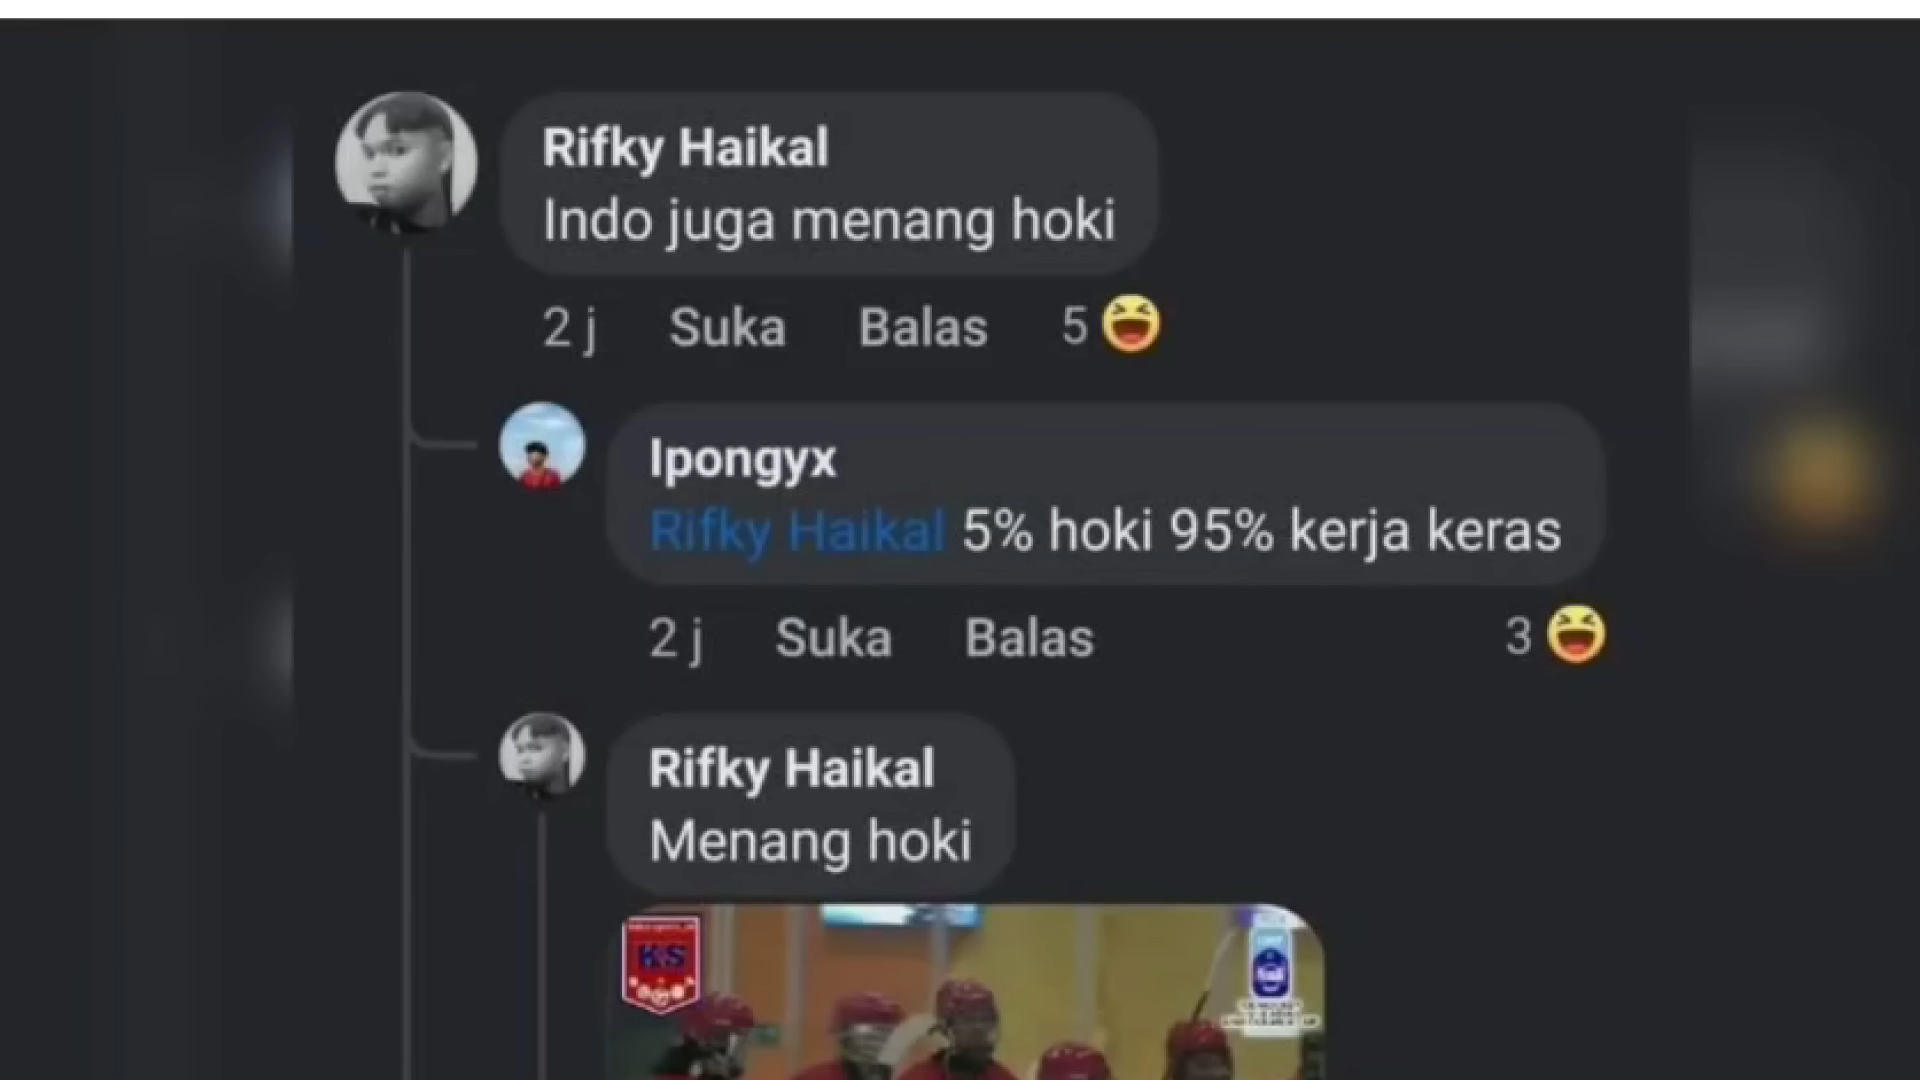 Rifky Haikal
Indo juga menang hoki
2 j Suka Balas 5
Ipongyx
Rifky Haikal 5% hoki 95% kerja keras
2 j Suka Balas 3
Rifky Haikal
Menang hoki
KS